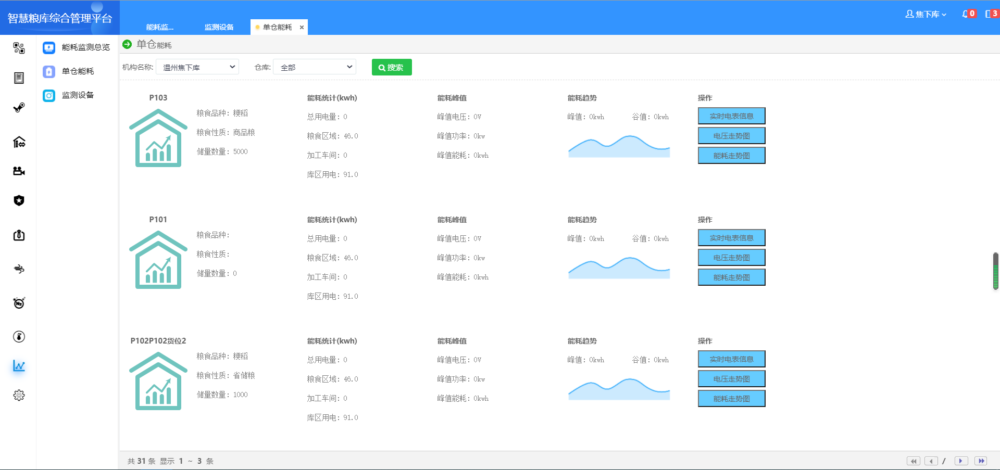 智慧粮库综合管理平台
能耗监...
监测设备
单仓能耗 ×
焦下库
0
3
能耗监测总览
单仓能耗
监测设备
单仓能耗
机构名称: 温州焦下库 仓库: 全部 搜索
P103
粮食品种: 粳稻
粮食性质: 商品粮
储量数量: 5000
能耗统计(kwh)
总用电量: 0
粮食区域: 46.0
加工车间: 0
库区用电: 91.0
能耗峰值
峰值电压: 0V
峰值功率: 0kw
峰值能耗: 0kwh
能耗趋势
峰值: 0kwh 谷值: 0kwh
操作
实时电表信息
电压走势图
能耗走势图
P101
粮食品种:
粮食性质:
储量数量: 0
能耗统计(kwh)
总用电量: 0
粮食区域: 46.0
加工车间: 0
库区用电: 91.0
能耗峰值
峰值电压: 0V
峰值功率: 0kw
峰值能耗: 0kwh
能耗趋势
峰值: 0kwh 谷值: 0kwh
操作
实时电表信息
电压走势图
能耗走势图
P102P102货位2
粮食品种: 粳稻
粮食性质: 省储粮
储量数量: 1000
能耗统计(kwh)
总用电量: 0
粮食区域: 46.0
加工车间: 0
库区用电: 91.0
能耗峰值
峰值电压: 0V
峰值功率: 0kw
峰值能耗: 0kwh
能耗趋势
峰值: 0kwh 谷值: 0kwh
操作
实时电表信息
电压走势图
能耗走势图
N2
共 31 条 显示 1 ~ 3 条
/